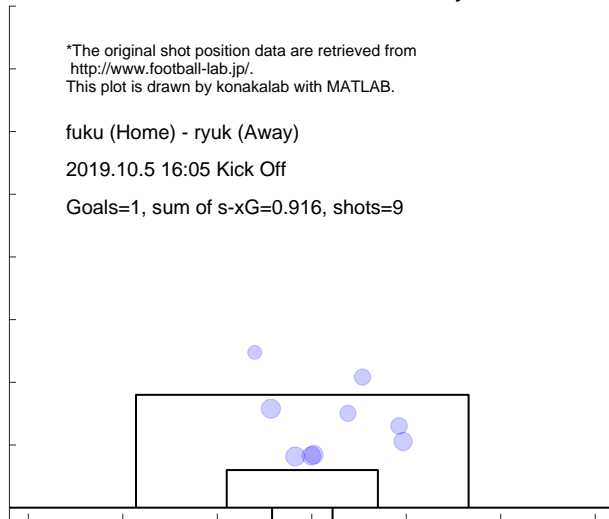 *The original shot position data are retrieved from
http://www.football-lab.jp/.
This plot is drawn by konakalab with MATLAB.
fuku (Home) - ryuk (Away)
2019.10.5 16:05 Kick Off
Goals=1, sum of s-xG=0.916, shots=9